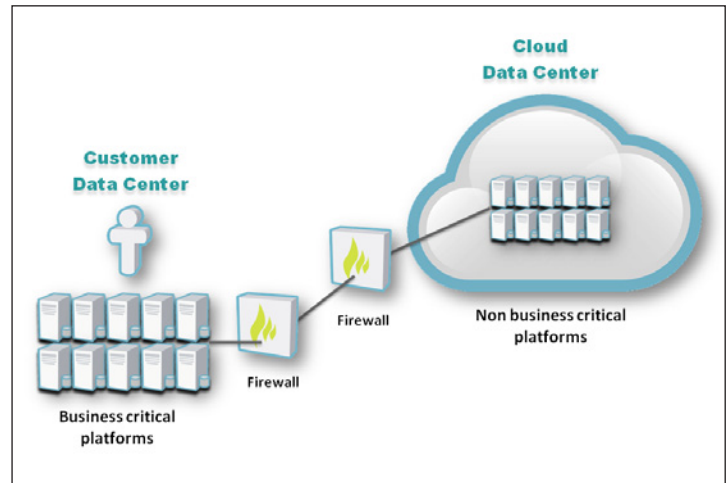 Cloud
Data Center
Customer
Data Center
Firewall
Non business critical
platforms
Firewall
Business critical
platforms